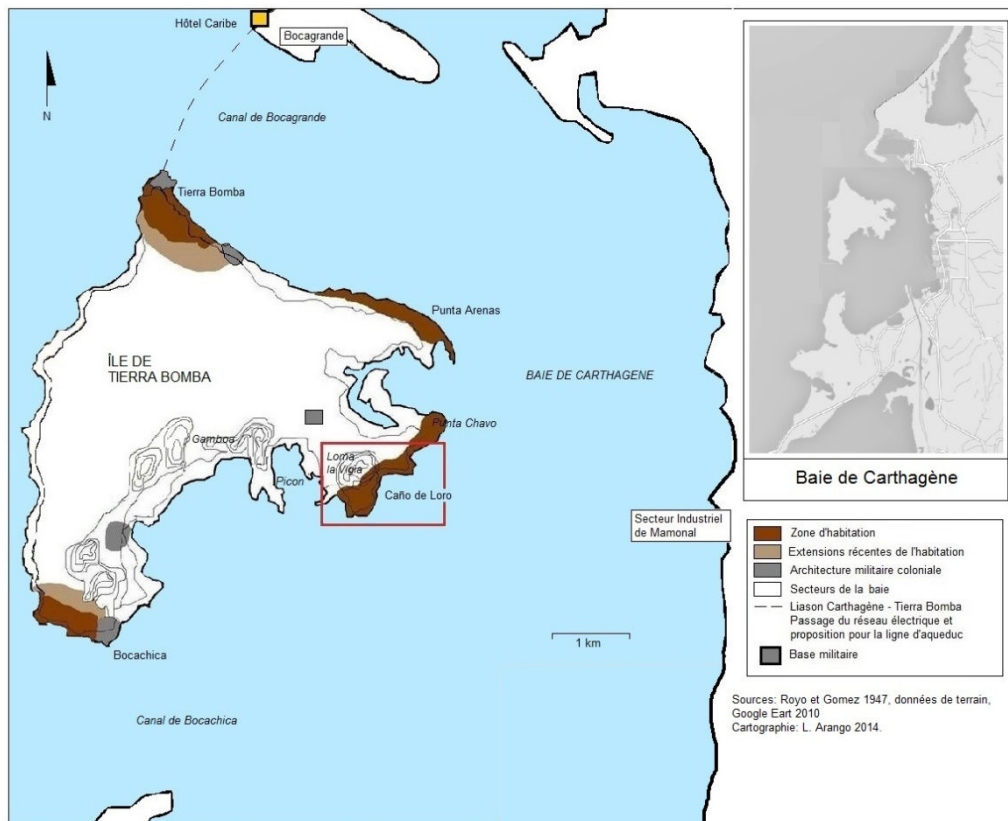 Hôtel Caribe
Bocagrande
N
Canal de Bocagrande
Tierra Bomba
Punta Arenas
ÎLE DE
TIERRA BOMBA
BAIE DE CARTHAGENE
Punta Chavo
Gamboa
Loma
la Vigia
Picon
Caño de Loro
Secteur Industriel
de Mamonal
1 km
Bocachica
Canal de Bocachica
Baie de Carthagène
Zone d'habitation
Extensions récentes de l'habitation
Architecture militaire coloniale
Secteurs de la baie
Liason Carthagène - Tierra Bomba
Passage du réseau électrique et
proposition pour la ligne d'aqueduc
Base militaire
Sources: Royo et Gomez 1947, données de terrain,
Google Eart 2010
Cartographie: L. Arango 2014.